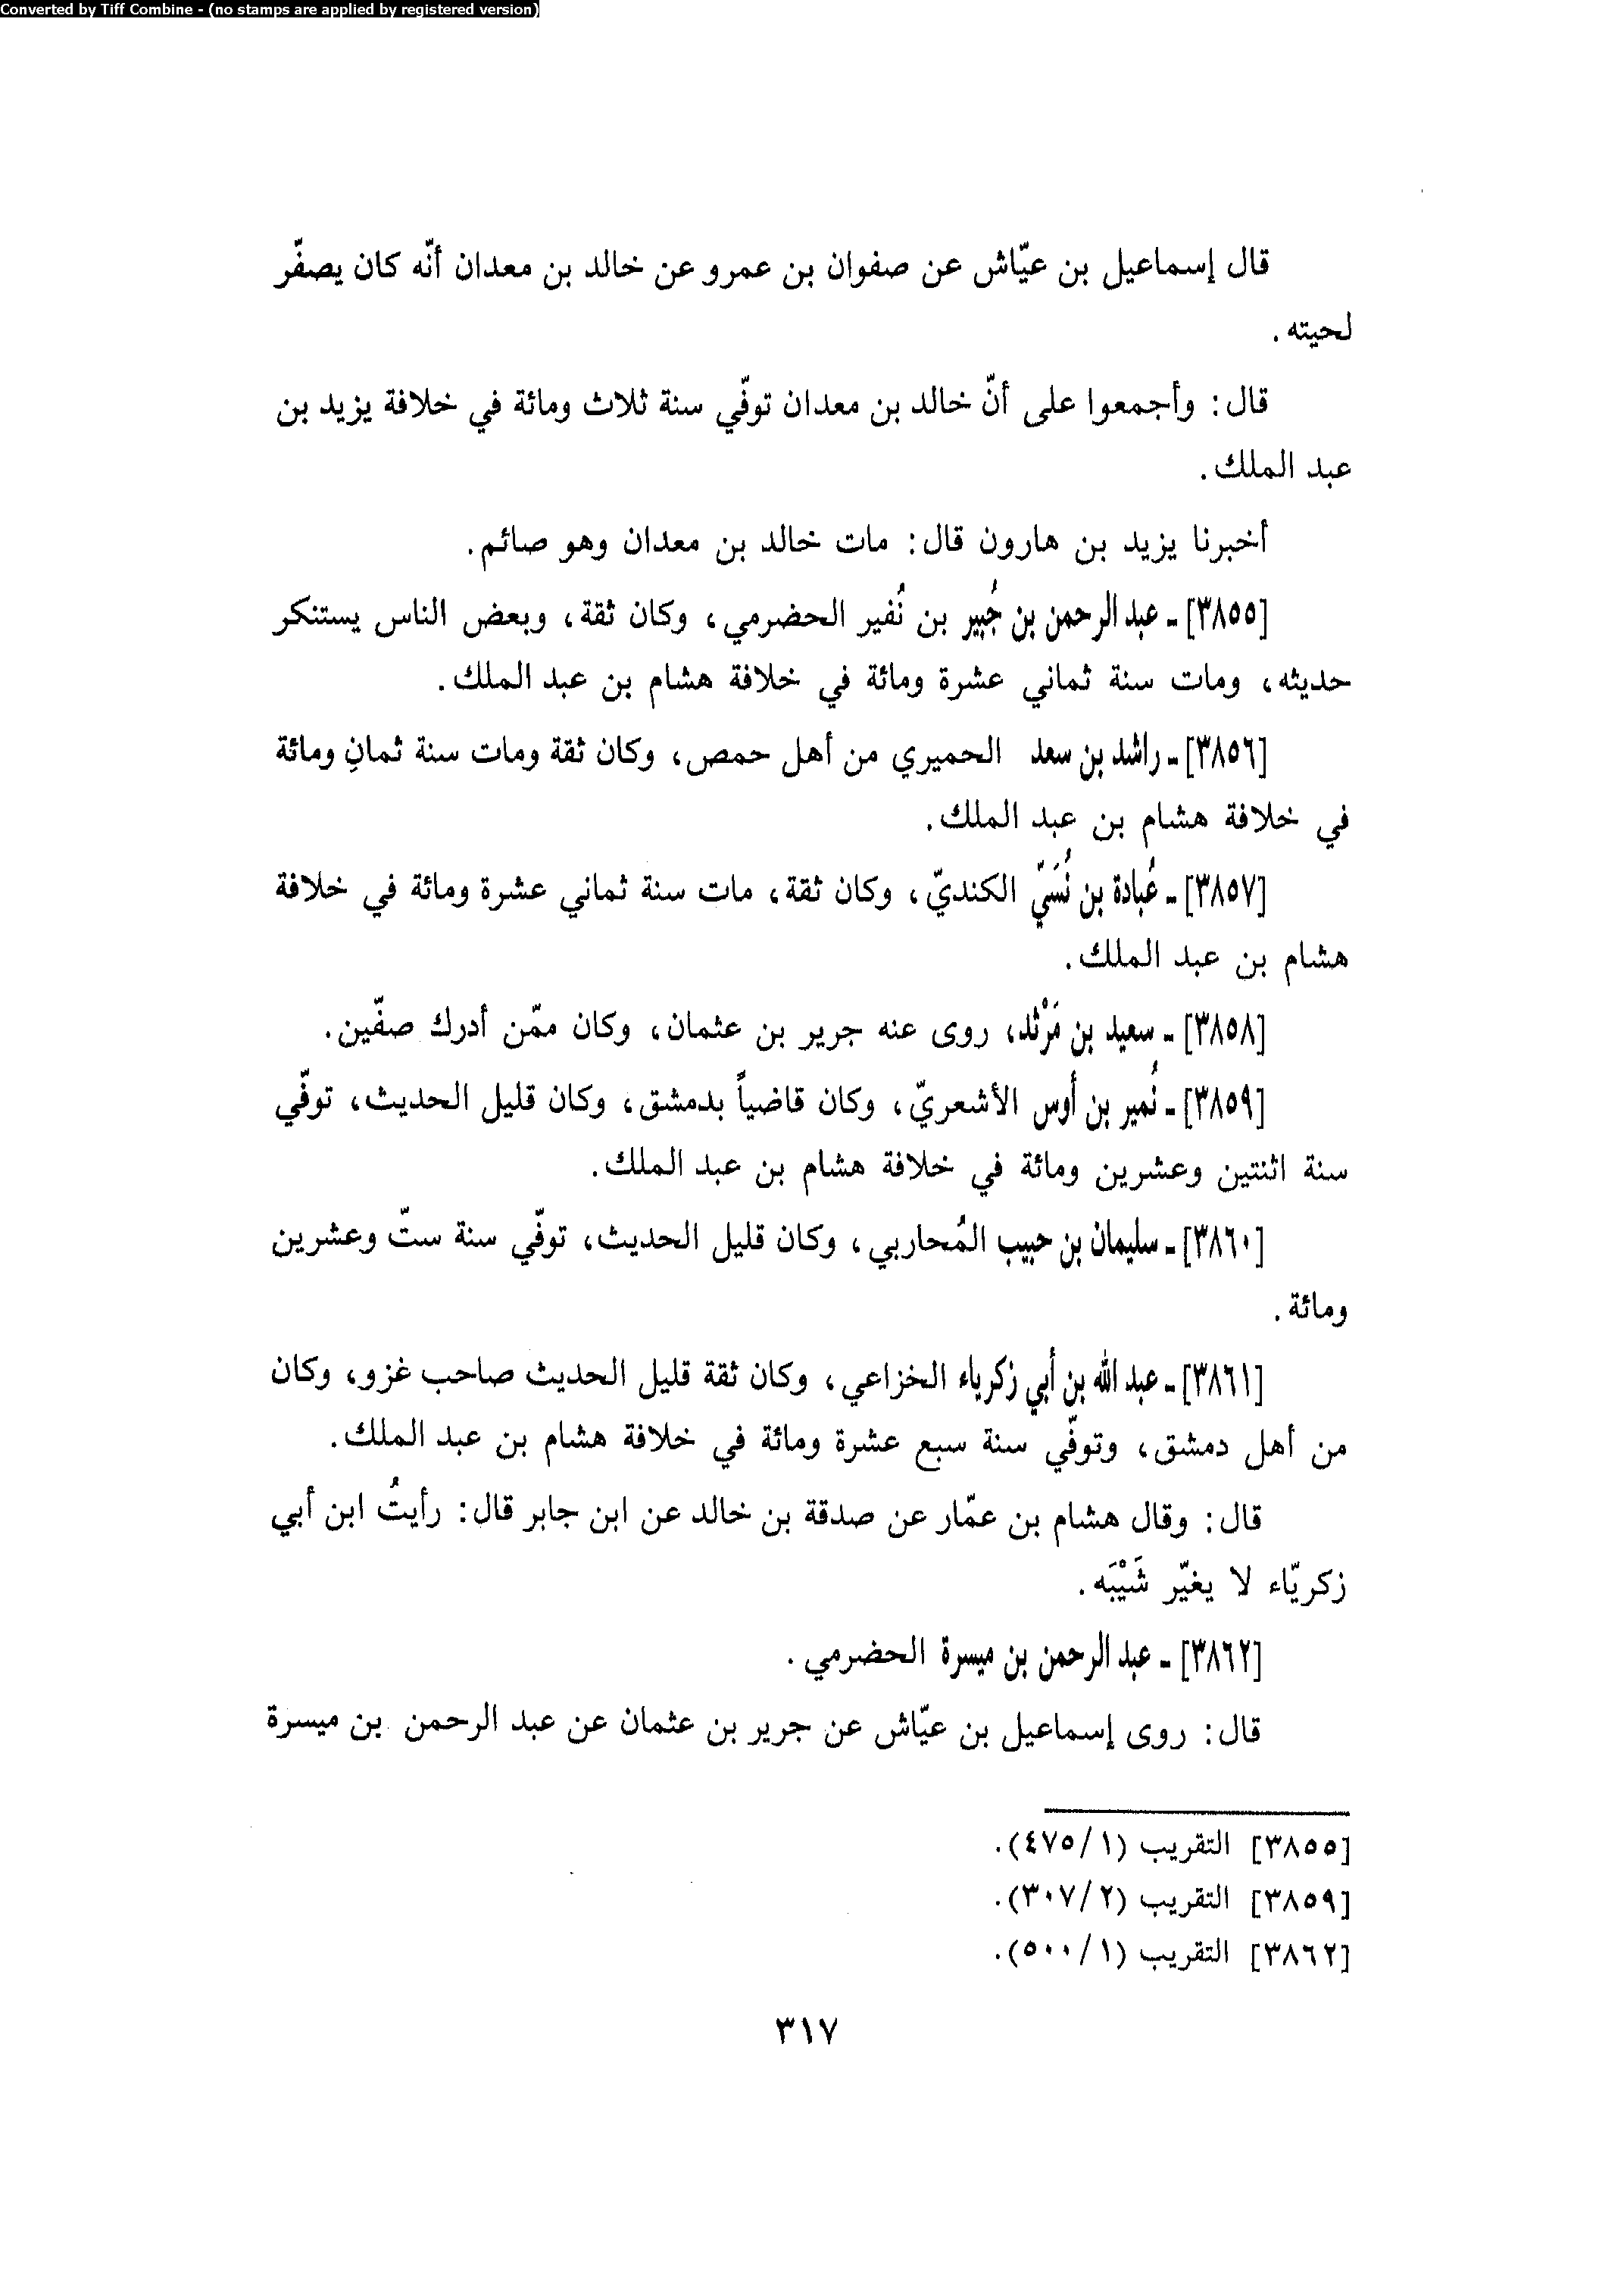 Converted by Tiff Combine - (no stamps are applied by registered version)
قال إسماعيل بن عيّاش عن صفوان بن عمرو عن خالد بن معدان أنّه كان يصفّر
لحيته.
قال: وأجمعوا على أنّ خالد بن معدان توفّي سنة ثلاث ومائة في خلافة يزيد بن
عبد الملك.
أخبرنا يزيد بن هارون قال: مات خالد بن معدان وهو صائم.
[٣٨٥٥] - عبد الرحمن بن جُبير بن نُفير الحضرمي، وكان ثقة، وبعض الناس يستنكر
حديثه، ومات سنة ثماني عشرة ومائة في خلافة هشام بن عبد الملك.
[٣٨٥٦] - راشد بن سعد الحميري من أهل حمص، وكان ثقة ومات سنة ثمانِ ومائة
في خلافة هشام بن عبد الملك.
[٣٨٥٧] - عُبادة بن نُسَيّ الكنديّ، وكان ثقة، مات سنة ثماني عشرة ومائة في خلافة
هشام بن عبد الملك.
[٣٨٥٨] - سعيد بن مَرْثد، روى عنه جرير بن عثمان، وكان ممّن أدرك صفّين.
[٣٨٥٩] - نُمير بن أوس الأشعريّ، وكان قاضياً بدمشق، وكان قليل الحديث، توفّي
سنة اثنتين وعشرين ومائة في خلافة هشام بن عبد الملك.
[٣٨٦٠] - سليمان بن حبيب المُحاربي، وكان قليل الحديث، توفّي سنة ستّ وعشرين
ومائة.
[٣٨٦١] - عبد الله بن أبي زكرياء الخزاعي، وكان ثقة قليل الحديث صاحب غزو، وكان
من أهل دمشق، وتوفّي سنة سبع عشرة ومائة في خلافة هشام بن عبد الملك.
قال: وقال هشام بن عمّار عن صدقة بن خالد عن ابن جابر قال: رأيتُ ابن أبي
زكريّاء لا يغيّر شَيْبَه.
[٣٨٦٢] - عبد الرحمن بن ميسرة الحضرمي.
قال: روى إسماعيل بن عيّاش عن جرير بن عثمان عن عبد الرحمن بن ميسرة
[٣٨٥٥] التقريب (٤٧٥/١).
[٣٨٥٩] التقريب (٣٠٧/٢).
[٣٨٦٢] التقريب (٥٠٠/١).
٣١٧